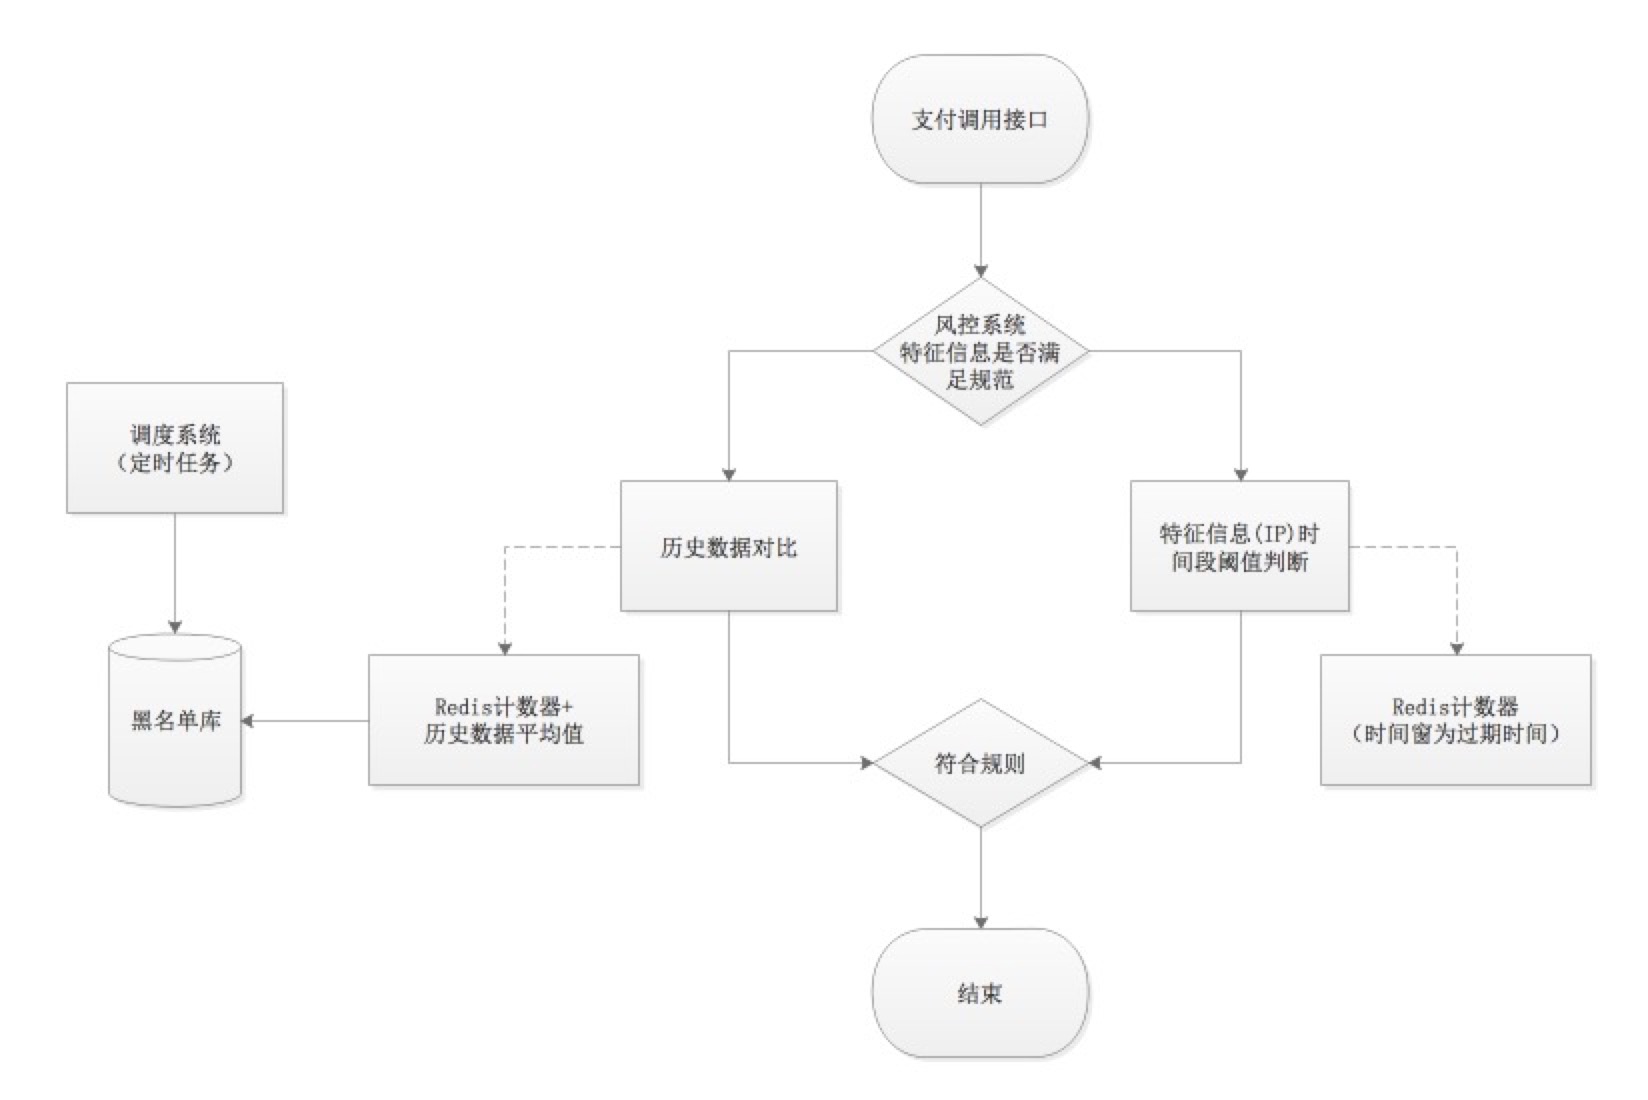 支付调用接口
风控系统
特征信息是否满
足规范
调度系统
（定时任务）
历史数据对比
特征信息(IP)时
间段阈值判断
黑名单库
Redis计数器+
历史数据平均值
符合规则
Redis计数器
（时间窗为过期时间）
结束